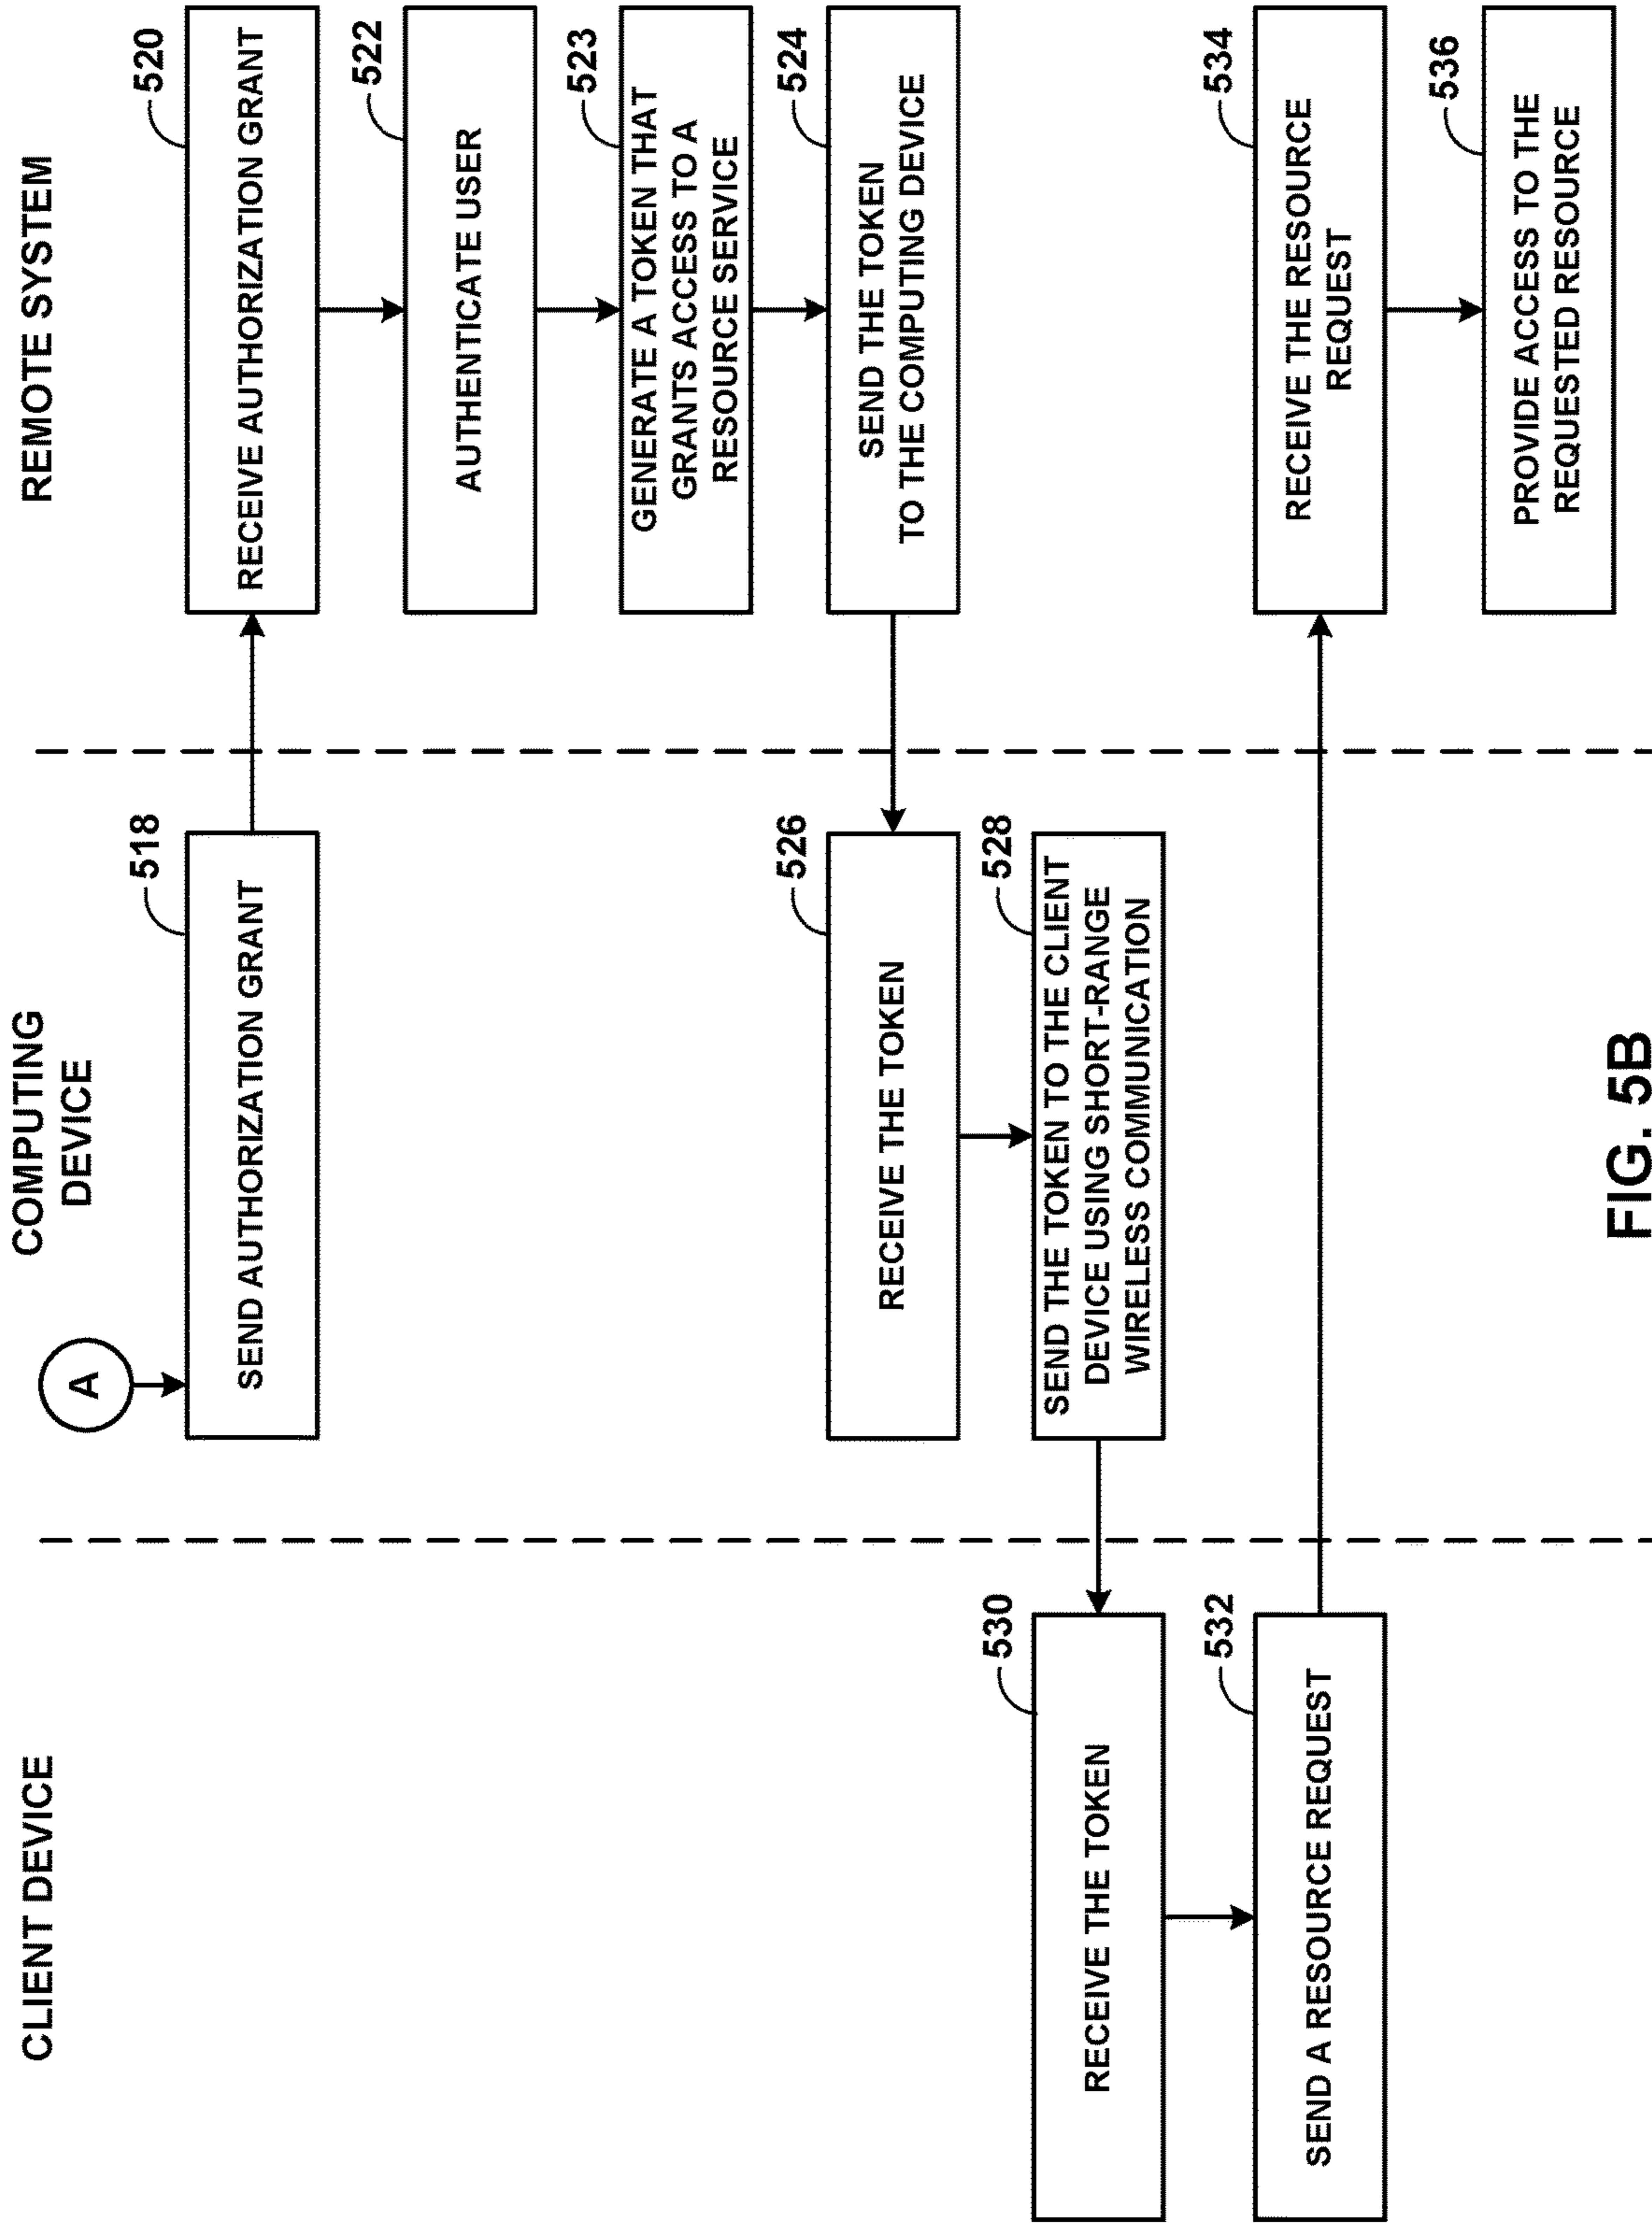 CLIENT DEVICE
COMPUTING
DEVICE
REMOTE SYSTEM
A
518
SEND AUTHORIZATION GRANT
520
RECEIVE AUTHORIZATION GRANT
522
AUTHENTICATE USER
523
GENERATE A TOKEN THAT
GRANTS ACCESS TO A
RESOURCE SERVICE
524
SEND THE TOKEN
TO THE COMPUTING DEVICE
526
RECEIVE THE TOKEN
528
SEND THE TOKEN TO THE CLIENT
DEVICE USING SHORT-RANGE
WIRELESS COMMUNICATION
530
RECEIVE THE TOKEN
532
SEND A RESOURCE REQUEST
534
RECEIVE THE RESOURCE
REQUEST
536
PROVIDE ACCESS TO THE
REQUESTED RESOURCE
FIG. 5B